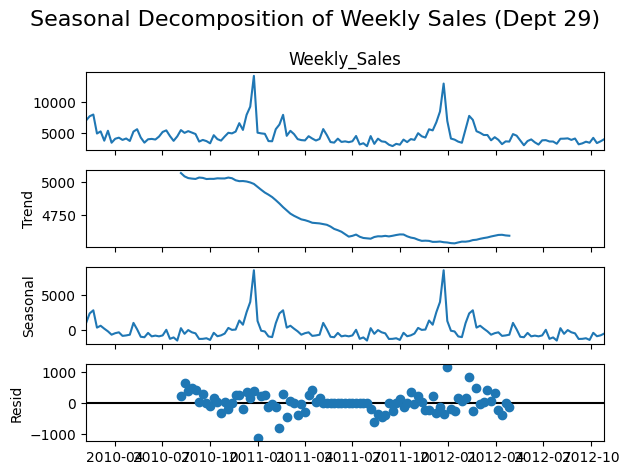 Seasonal Decomposition of Weekly Sales (Dept 29)
Weekly_Sales
10000
5000
5000
4750
Trend
5000
0
Seasonal
1000
0
−1000
Resid
2010-04 2010-07 2010-10 2011-01 2011-04 2011-07 2011-10 2012-01 2012-04 2012-07 2012-10